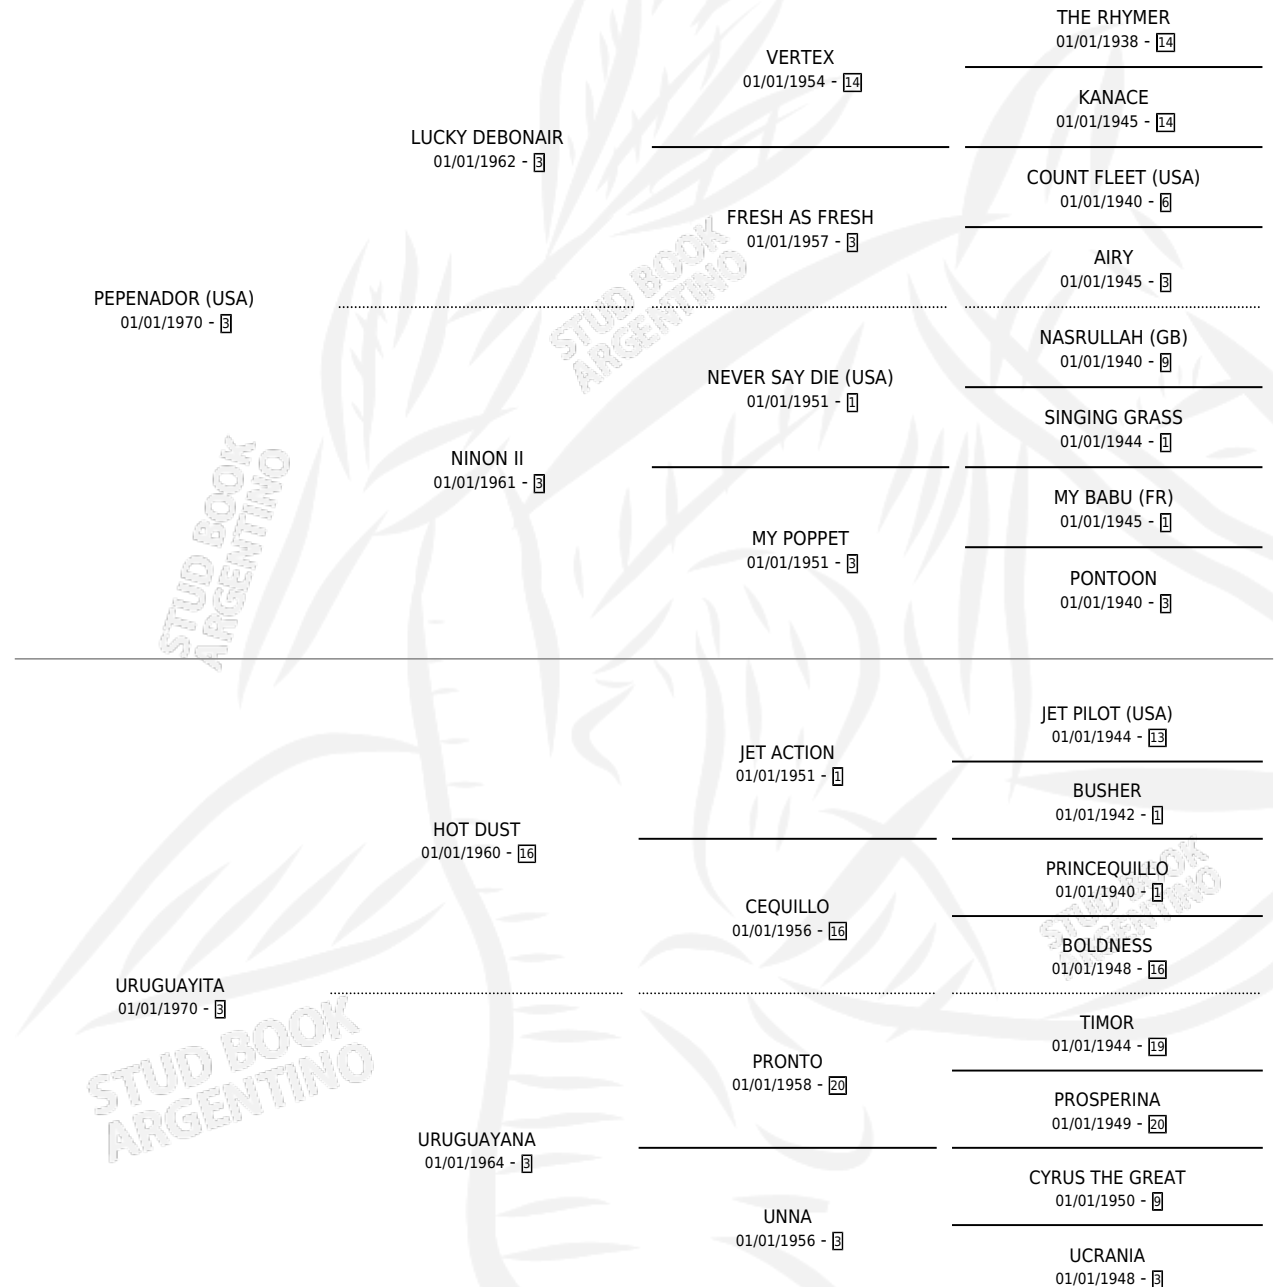 THE RHYMER
01/01/1938 - 14
VERTEX
01/01/1954 - 14
KANACE
01/01/1945 - 14
LUCKY DEBONAIR
01/01/1962 - 3
COUNT FLEET (USA)
01/01/1940 - 6
FRESH AS FRESH
01/01/1957 - 3
AIRY
01/01/1945 - 3
PEPENADOR (USA)
01/01/1970 - 3
NASRULLAH (GB)
01/01/1940 - 9
NEVER SAY DIE (USA)
01/01/1951 - 1
SINGING GRASS
01/01/1944 - 1
NINON II
01/01/1961 - 3
MY BABU (FR)
01/01/1945 - 1
MY POPPET
01/01/1951 - 3
PONTOON
01/01/1940 - 3
JET PILOT (USA)
01/01/1944 - 13
JET ACTION
01/01/1951 - 1
BUSHER
01/01/1942 - 1
HOT DUST
01/01/1960 - 16
PRINCEQUILLO
01/01/1940 - 1
CEQUILLO
01/01/1956 - 16
BOLDNESS
01/01/1948 - 16
URUGUAYITA
01/01/1970 - 3
TIMOR
01/01/1944 - 19
PRONTO
01/01/1958 - 20
PROSPERINA
01/01/1949 - 20
URUGUAYANA
01/01/1964 - 3
CYRUS THE GREAT
01/01/1950 - 9
UNNA
01/01/1956 - 3
UCRANIA
01/01/1948 - 3
STUD BOOK
ARGENTINO
STUD BOOK
ARGENTINO
STUD BOOK
ARGENTINO
STUD BOOK
ARGENTINO